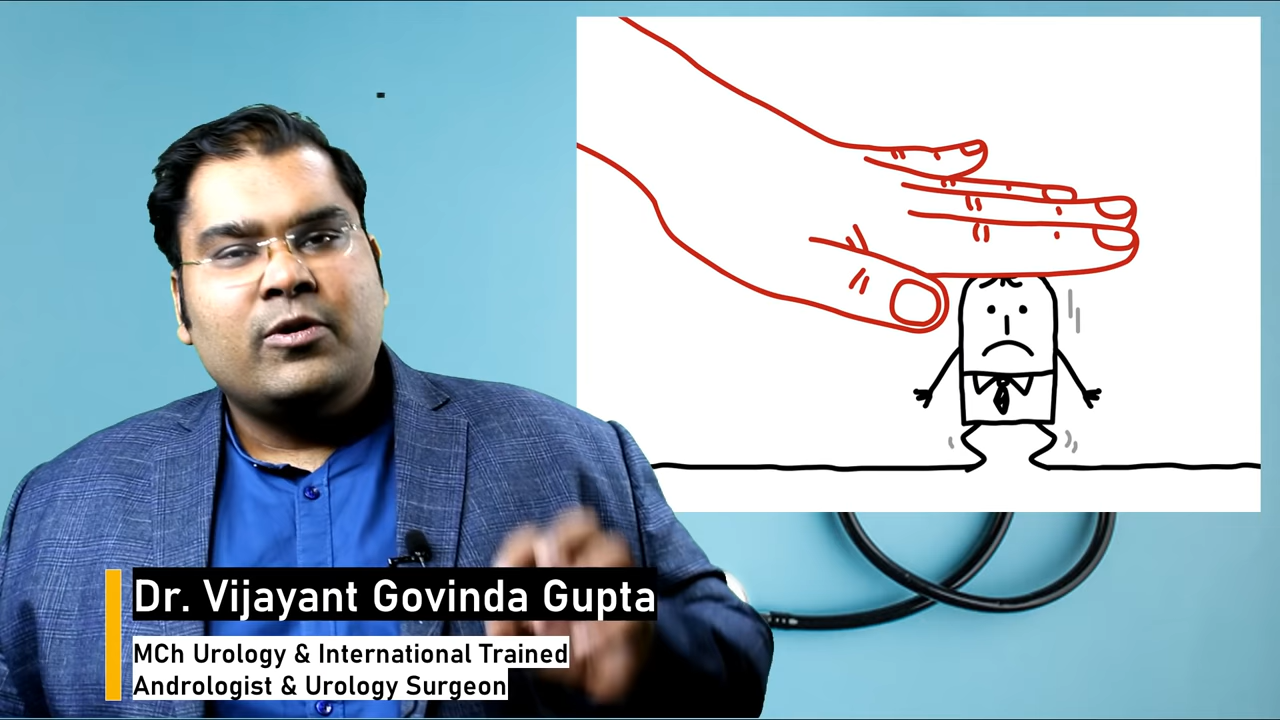 Dr. Vijayant Govinda Gupta
MCh Urology & International Trained
Andrologist & Urology Surgeon